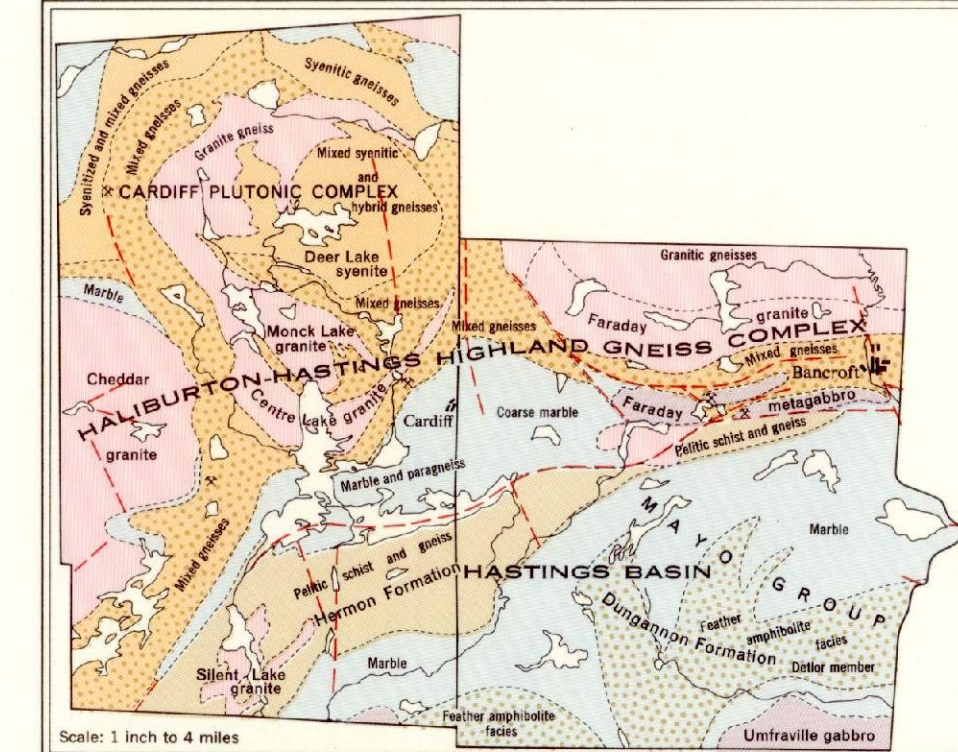 Syenitized and mixed gneisses
Mixed gneisses
Syenitic gneisses
Granite gneiss
Mixed syenitic
and
hybrid gneisses
CARDIFF PLUTONIC COMPLEX
Deer Lake
syenite
Granitic gneisses
Marble
Mixed gneisses
Mixed gneisses
Faraday
granite
Monck Lake
granite
HALIBURTON-HASTINGS HIGHLAND GNEISS COMPLEX
Mixed gneisses
Bancroft
Cheddar
granite
Centre Lake granite
Cardiff
Coarse marble
Faraday
metagabbro
Pelitic schist and gneiss
Marble and paragneiss
Mixed gneisses
MAYO GROUP
Marble
Pelitic schist and gneiss
Hermon Formation
HASTINGS BASIN
Dungannon Formation
Feather
amphibolite
facies
Detlor member
Silent Lake
granite
Marble
Feather amphibolite
facies
Umfraville gabbro
Scale: 1 inch to 4 miles